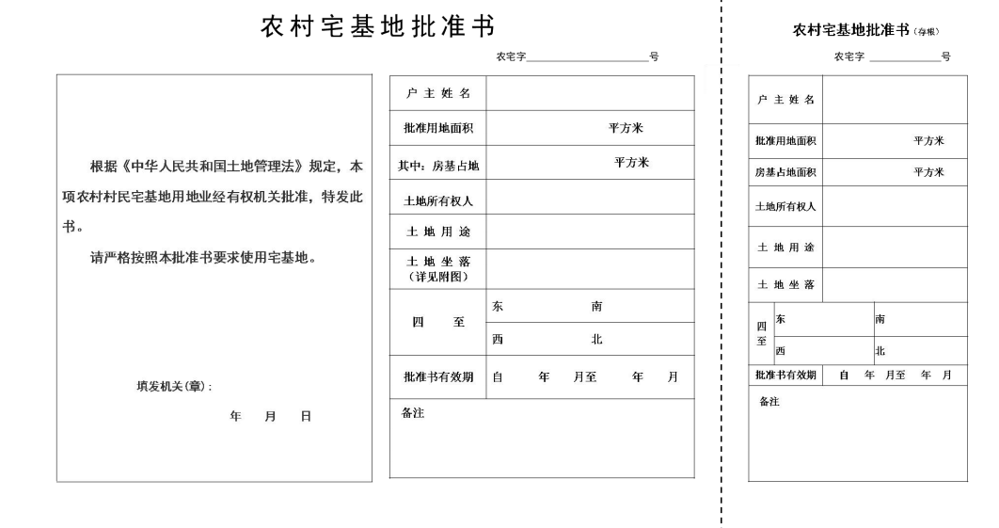 农村宅基地批准书
农宅字 号
根据《中华人民共和国土地管理法》规定，本
项农村村民宅基地用地业经有权机关批准，特发此
书。
请严格按照本批准书要求使用宅基地。
填发机关(章)：
年 月 日
户主姓名
批准用地面积 平方米
其中：房基占地 平方米
土地所有权人
土地用途
土地坐落
（详见附图）
四至
东 南
西 北
批准书有效期 自 年 月至 年 月
备注
农村宅基地批准书（存根）
农宅字 号
户主姓名
批准用地面积 平方米
房基占地面积 平方米
土地所有权人
土地用途
土地坐落
四至
东 南
西 北
批准书有效期 自 年 月至 年 月
备注